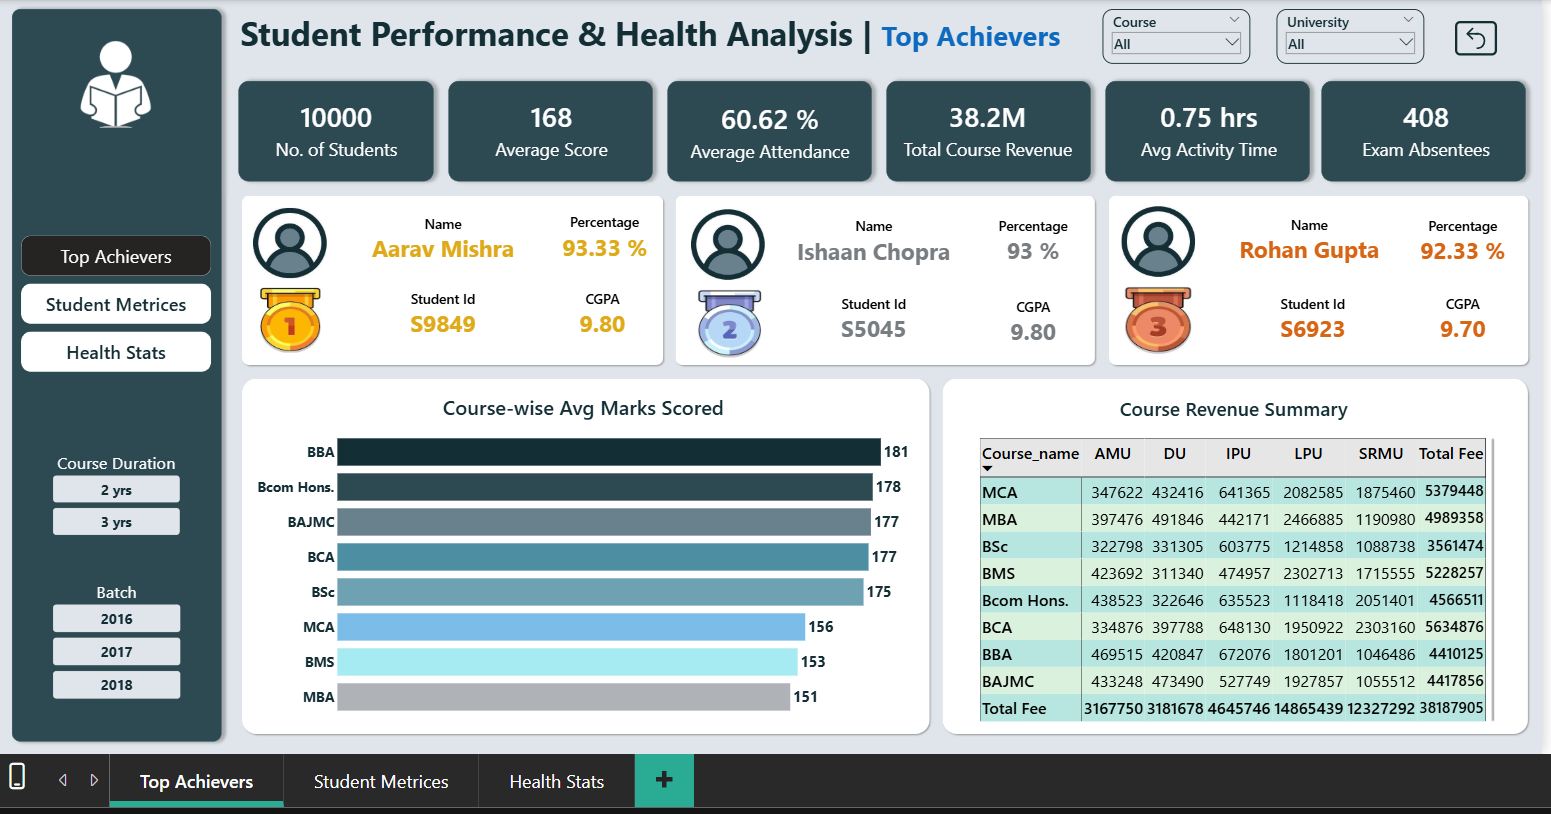 Student Performance & Health Analysis | Top Achievers
Course
All
University
All
10000
No. of Students
168
Average Score
60.62 %
Average Attendance
38.2M
Total Course Revenue
0.75 hrs
Avg Activity Time
408
Exam Absentees
Top Achievers
Student Metrices
Health Stats
Course Duration
2 yrs
3 yrs
Batch
2016
2017
2018
Name
Aarav Mishra
Percentage
93.33 %
1
Student Id
S9849
CGPA
9.80
Name
Ishaan Chopra
Percentage
93 %
2
Student Id
S5045
CGPA
9.80
Name
Rohan Gupta
Percentage
92.33 %
3
Student Id
S6923
CGPA
9.70
Course-wise Avg Marks Scored
BBA 181
Bcom Hons. 178
BAJMC 177
BCA 177
BSc 175
MCA 156
BMS 153
MBA 151
Course Revenue Summary
Course_name AMU DU IPU LPU SRMU Total Fee
MCA 347622 432416 641365 2082585 1875460 5379448
MBA 397476 491846 442171 2466885 1190980 4989358
BSc 322798 331305 603775 1214858 1088738 3561474
BMS 423692 311340 474957 2302713 1715555 5228257
Bcom Hons. 438523 322646 635523 1118418 2051401 4566511
BCA 334876 397788 648130 1950922 2303160 5634876
BBA 469515 420847 672076 1801201 1046486 4410125
BAJMC 433248 473490 527749 1927857 1055512 4417856
Total Fee 3167750 3181678 4645746 14865439 12327292 38187905
Top Achievers
Student Metrices
Health Stats
+